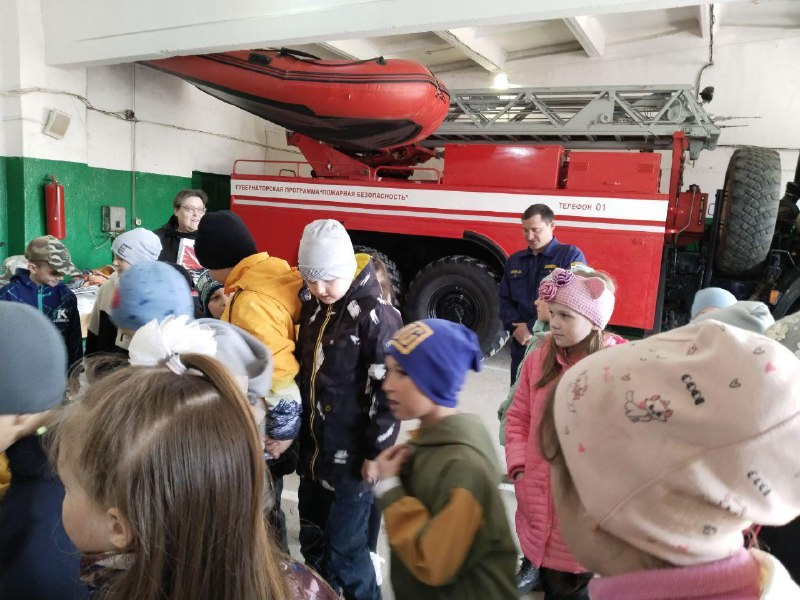 ГУБЕРНАТОРСКАЯ ПРОГРАММА "ПОЖАРНАЯ БЕЗОПАСНОСТЬ"
ТЕЛЕФОН 01